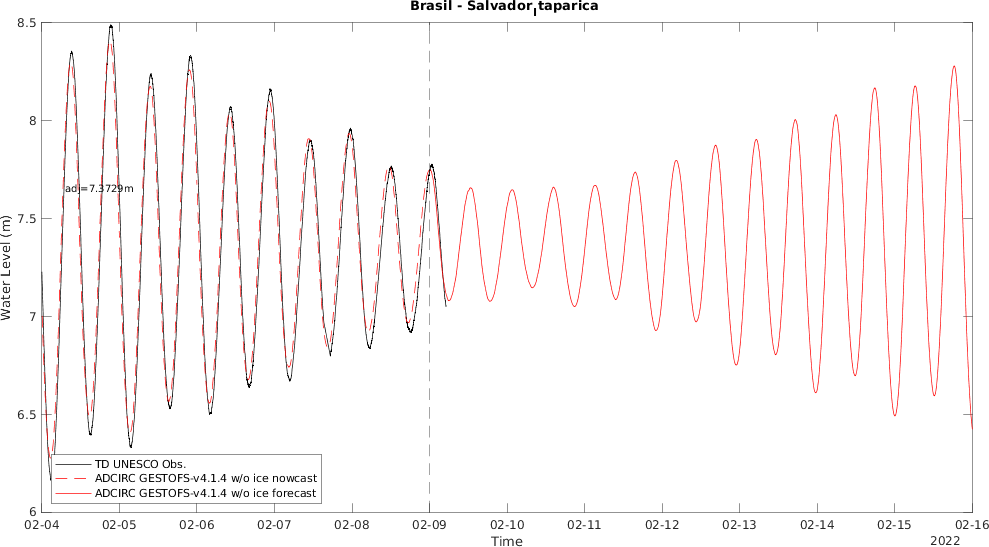 Brasil - Salvador_Itaparica
8.5
8
7.5
7
6.5
6
Water Level (m)
adj=7.3729m
TD UNESCO Obs.
ADCIRC GESTOFS-v4.1.4 w/o ice nowcast
ADCIRC GESTOFS-v4.1.4 w/o ice forecast
02-04 02-05 02-06 02-07 02-08 02-09 02-10 02-11 02-12 02-13 02-14 02-15 02-16
Time
2022